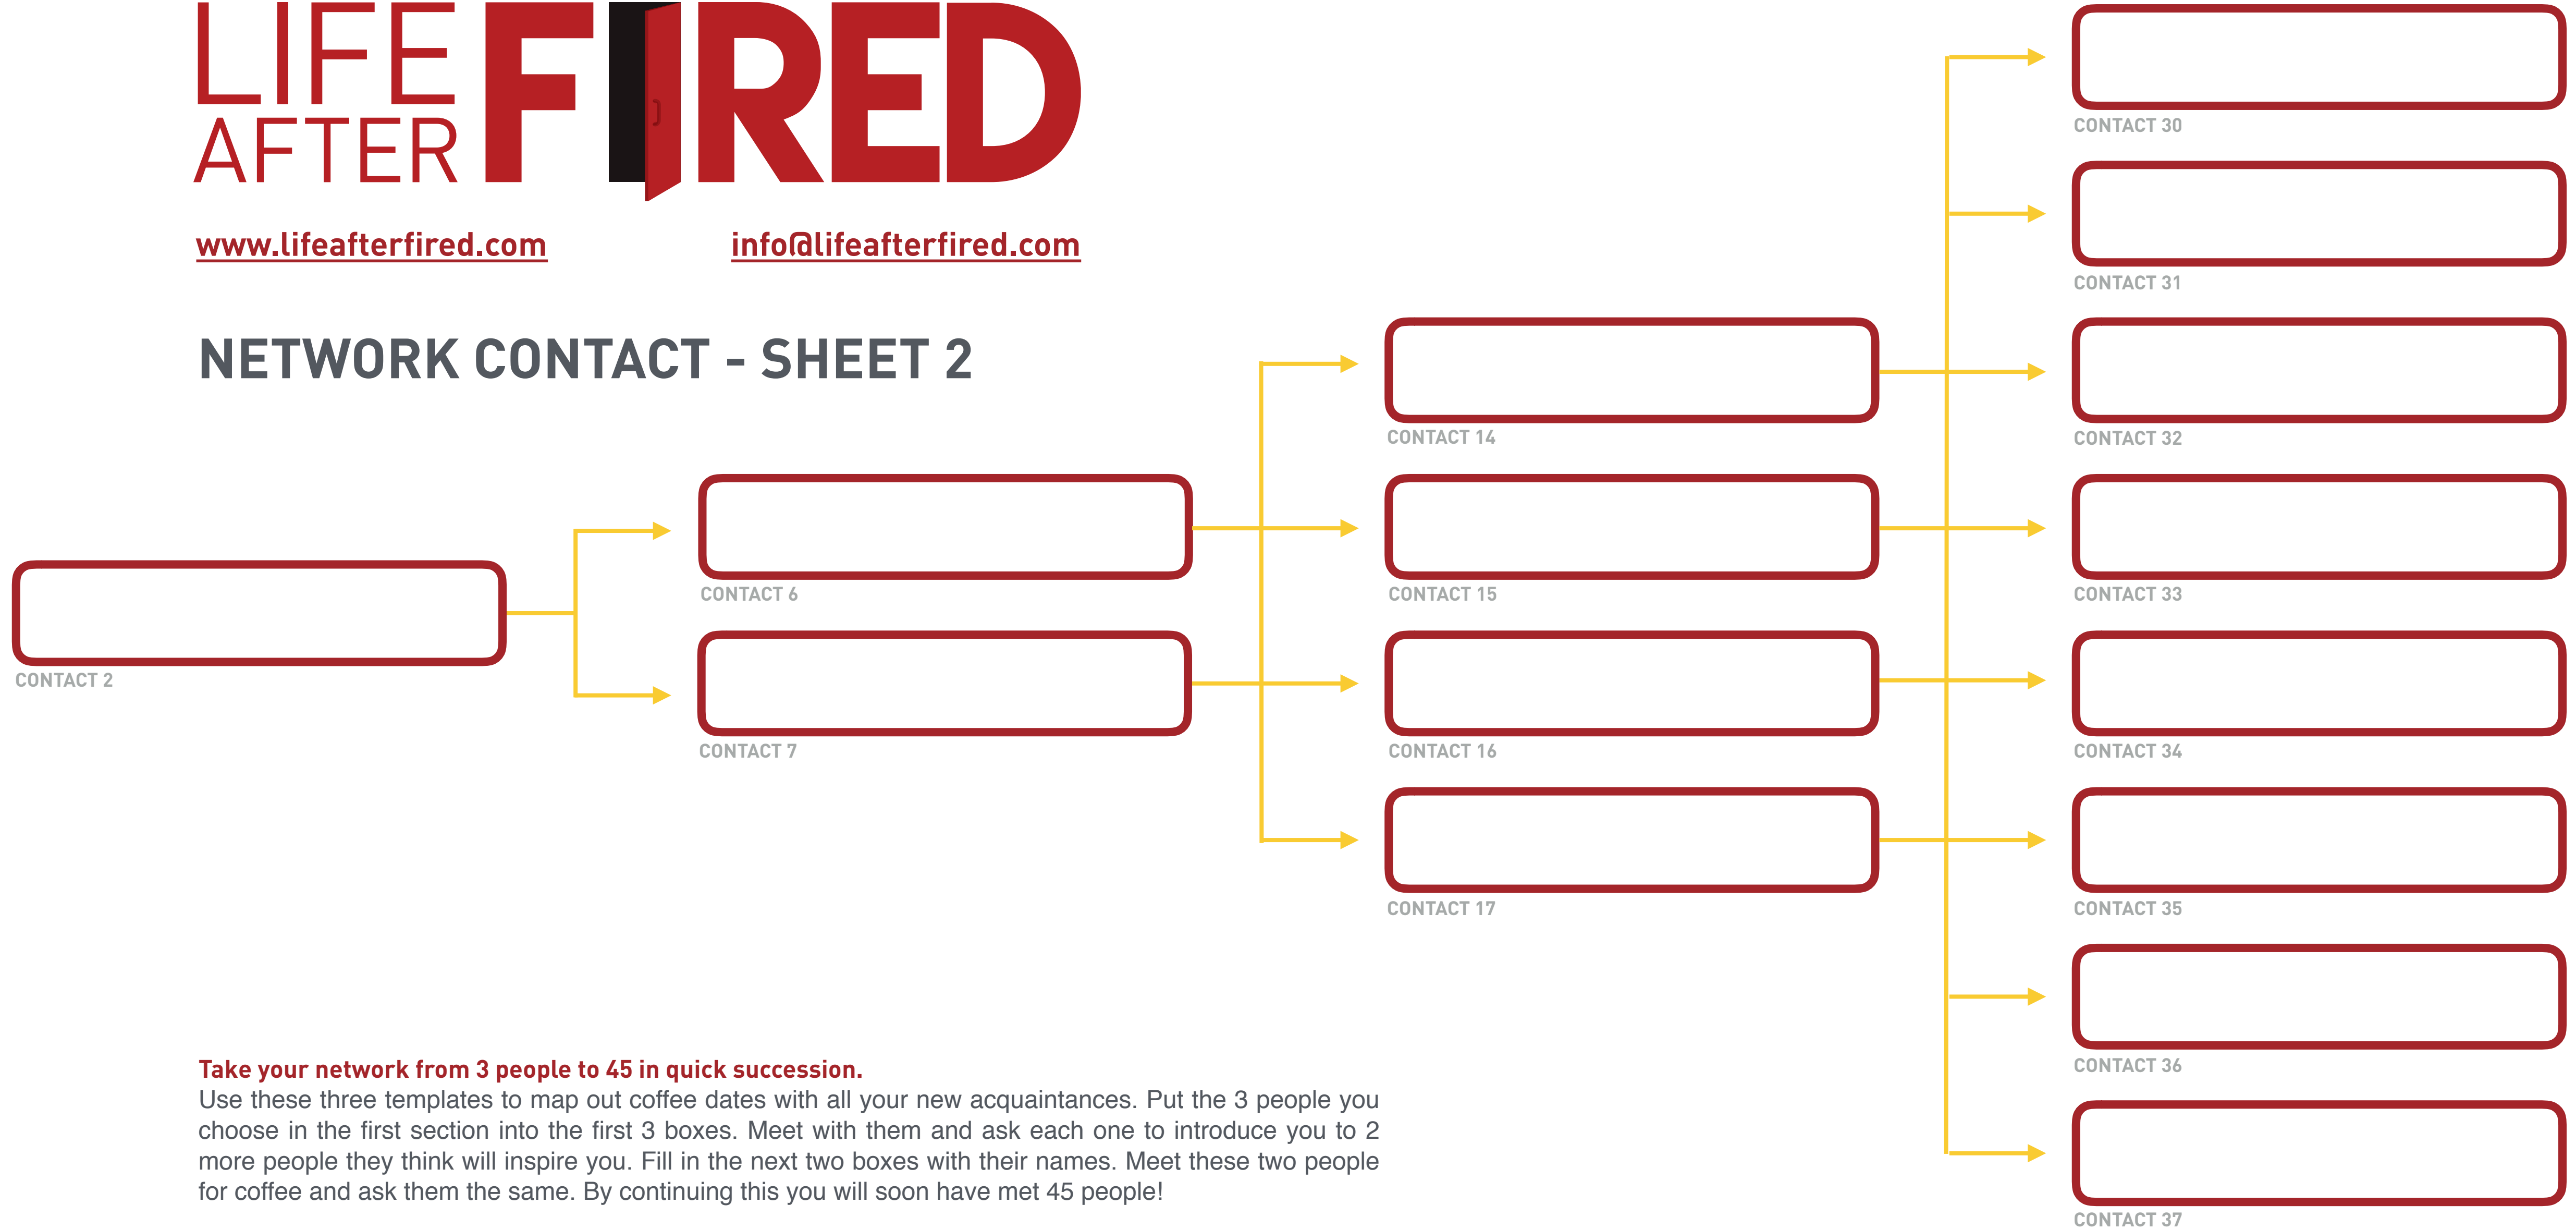 LIFE
AFTER
FIRED
www.lifeafterfired.com
info@lifeafterfired.com
NETWORK CONTACT - SHEET 2
CONTACT 2
CONTACT 6
CONTACT 7
CONTACT 14
CONTACT 15
CONTACT 16
CONTACT 17
CONTACT 30
CONTACT 31
CONTACT 32
CONTACT 33
CONTACT 34
CONTACT 35
CONTACT 36
CONTACT 37
Take your network from 3 people to 45 in quick succession.
Use these three templates to map out coffee dates with all your new acquaintances. Put the 3 people you
choose in the first section into the first 3 boxes. Meet with them and ask each one to introduce you to 2
more people they think will inspire you. Fill in the next two boxes with their names. Meet these two people
for coffee and ask them the same. By continuing this you will soon have met 45 people!